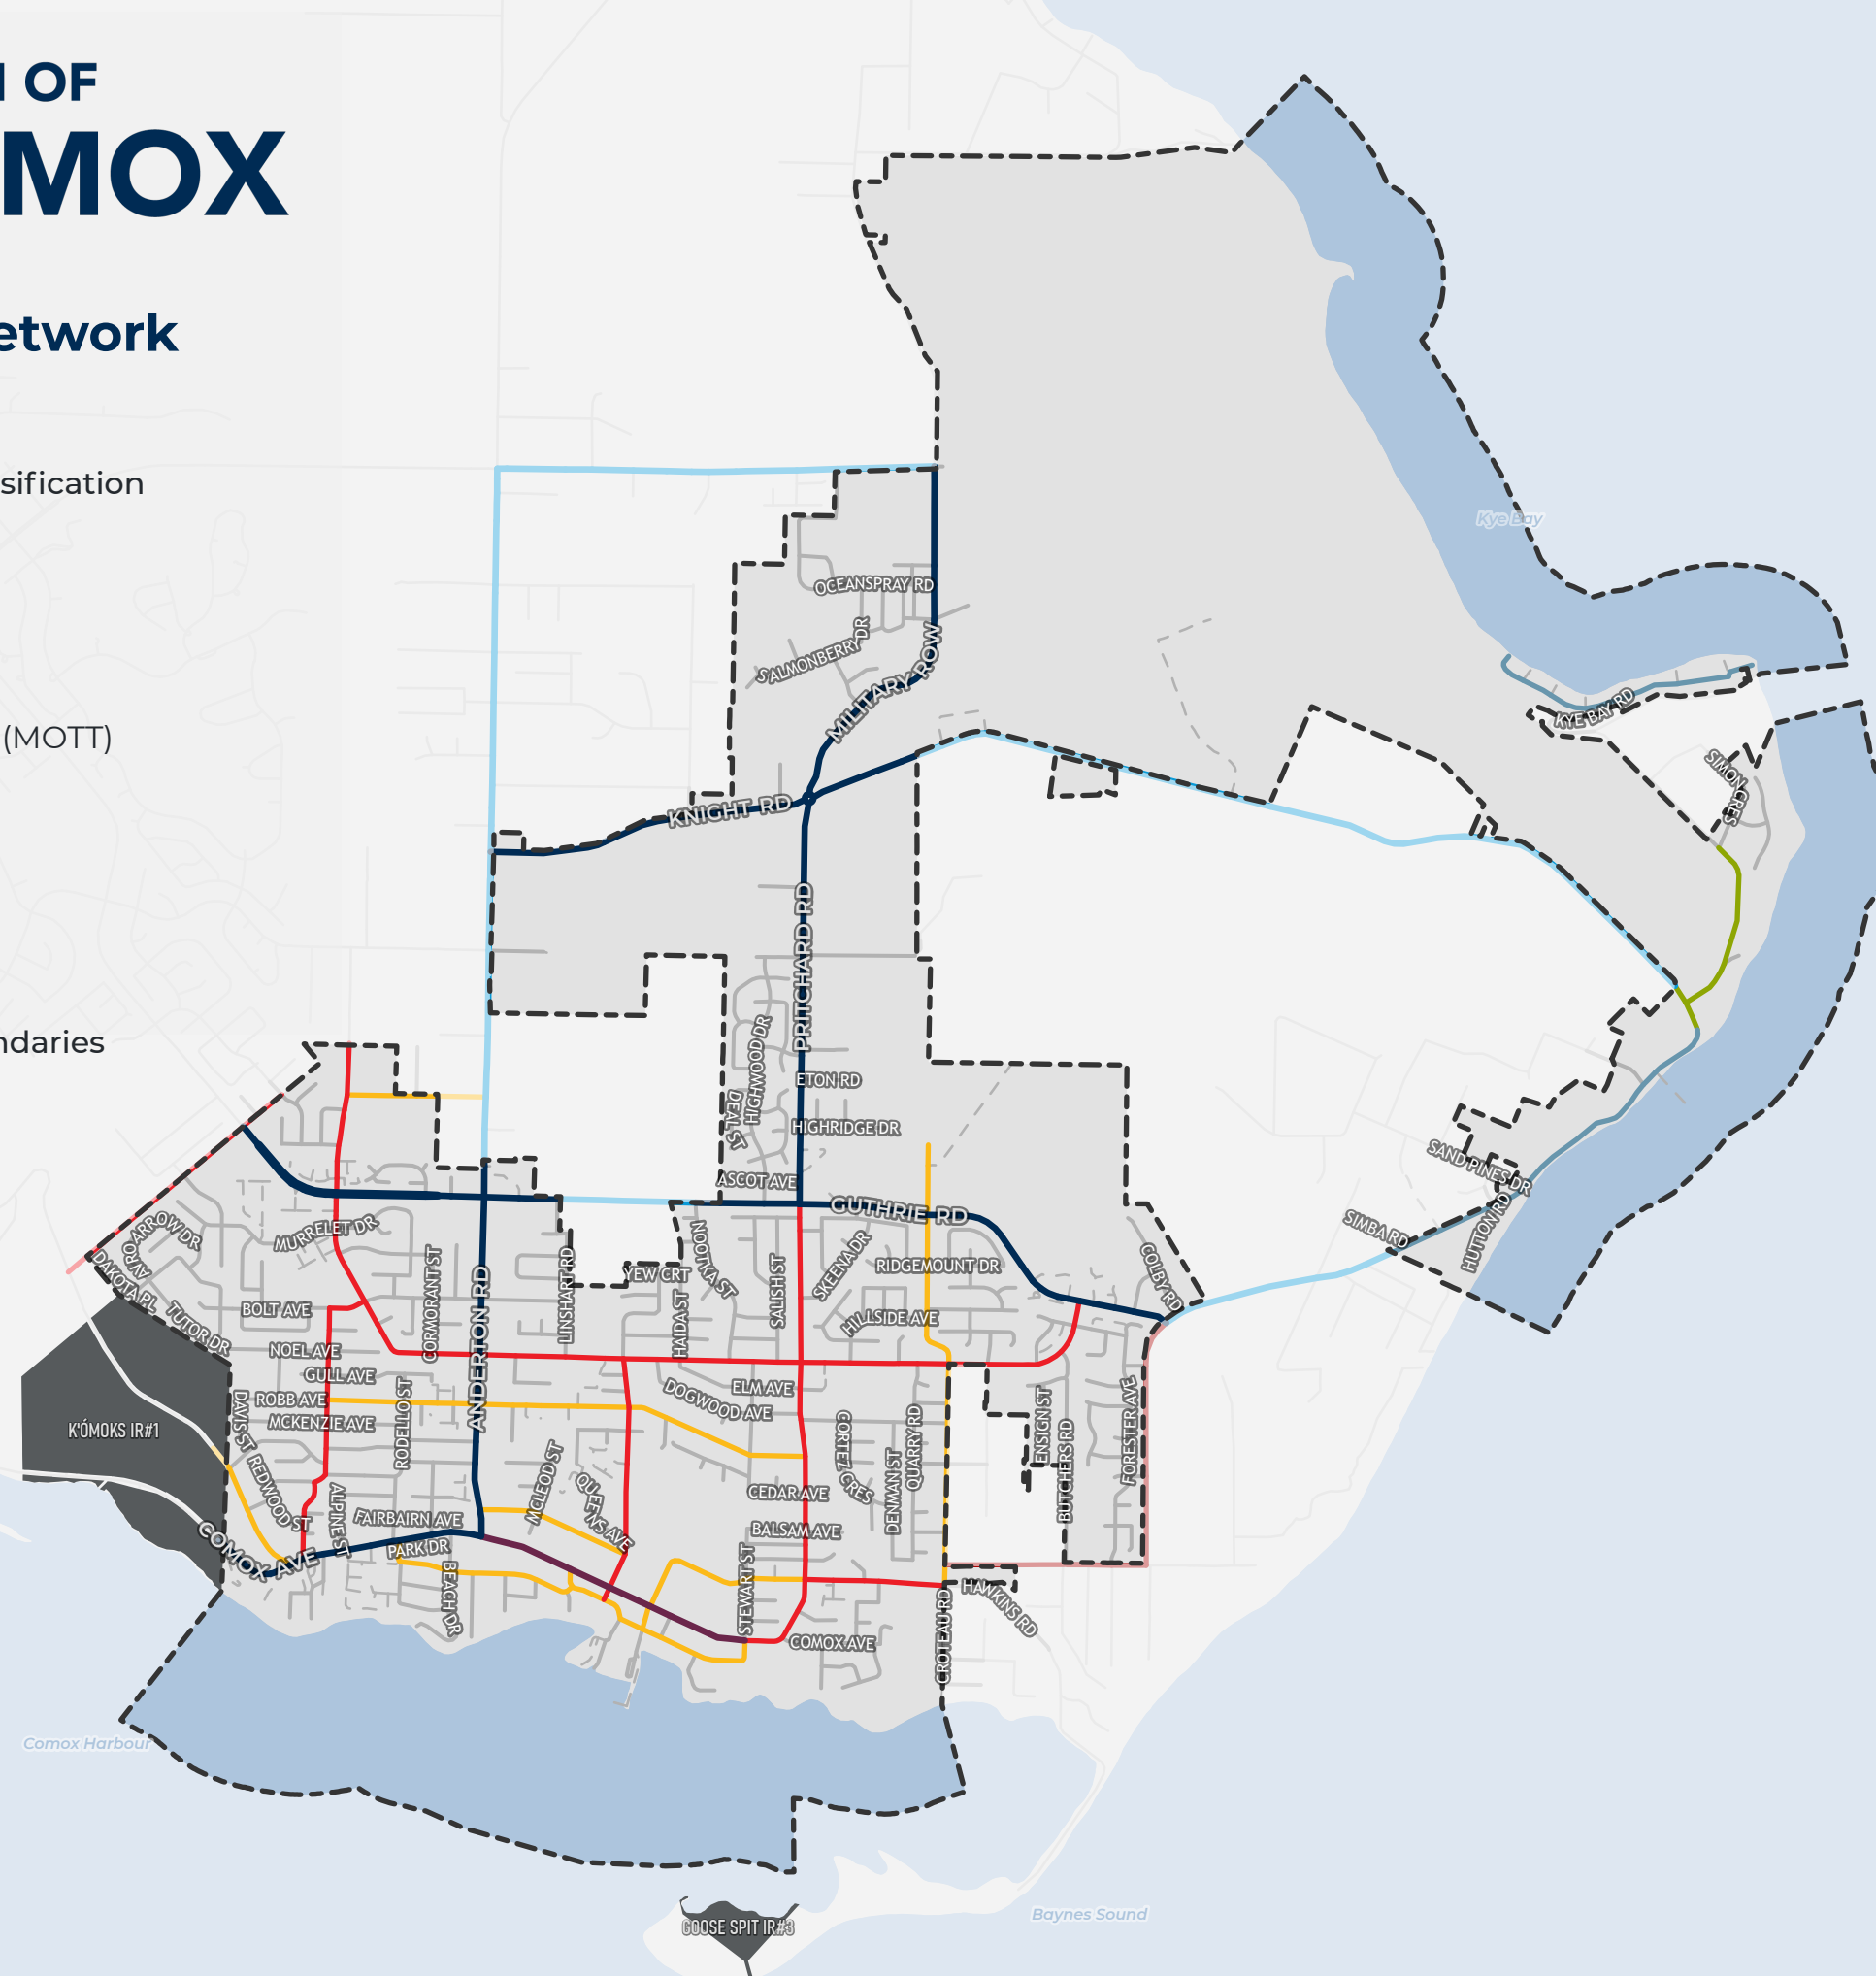 N OF
MOX
etwork
sification
(MOTT)
ndaries
Kye Bay
OCEANSPRAY RD
SALMONBERRY DR
MILITARY ROW
KYE BAY RD
SIMON CRES
KNIGHT RD
PRITCHARD RD
HIGHWOOD DR
ETON RD
DEAL ST
HIGHRIDGE DR
ASCOT AVE
GUTHRIE RD
SAND PINES DR
SIMBA RD
HUTTON RD
COLBY RD
ARROW DR
AVRO
DAKOTA PL
MURRELET DR
TUTOR DR
BOLT AVE
CORMORANT ST
ANDERTON RD
LINSHART RD
YEW CRT
NOOTKA ST
HAIDA ST
SALISH ST
SKEENA DR
RIDGEMOUNT DR
HILLSIDE AVE
NOEL AVE
GULL AVE
ROBB AVE
MCKENZIE AVE
DAVIS ST
RODELLO ST
ELM AVE
DOGWOOD AVE
CORTEZ CRES
DENMAN ST
QUARRY RD
ENSIGN ST
BUTCHERS RD
FORESTER AVE
K'ÓMOKS IR#1
REDWOOD ST
ALPINE ST
FAIRBAIRN AVE
MCLEOD ST
QUEENS AVE
CEDAR AVE
BALSAM AVE
COMOX AVE
PARK DR
BEACH DR
STEWART ST
COMOX AVE
CROTEAU RD
HAWKINS RD
Comox Harbour
Baynes Sound
GOOSE SPIT IR#3